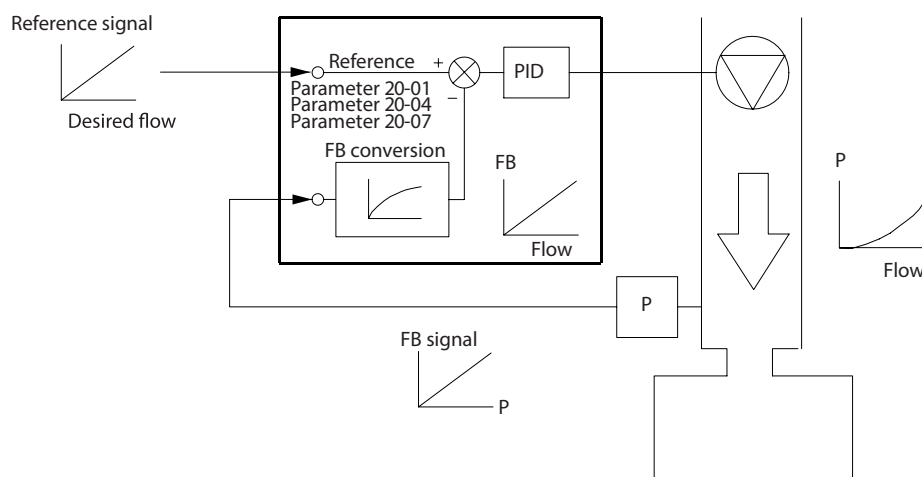 Reference signal
Desired flow
Reference
+
PID
Parameter 20-01
Parameter 20-04
Parameter 20-07
−
FB conversion
FB
Flow
P
Flow
P
FB signal
P